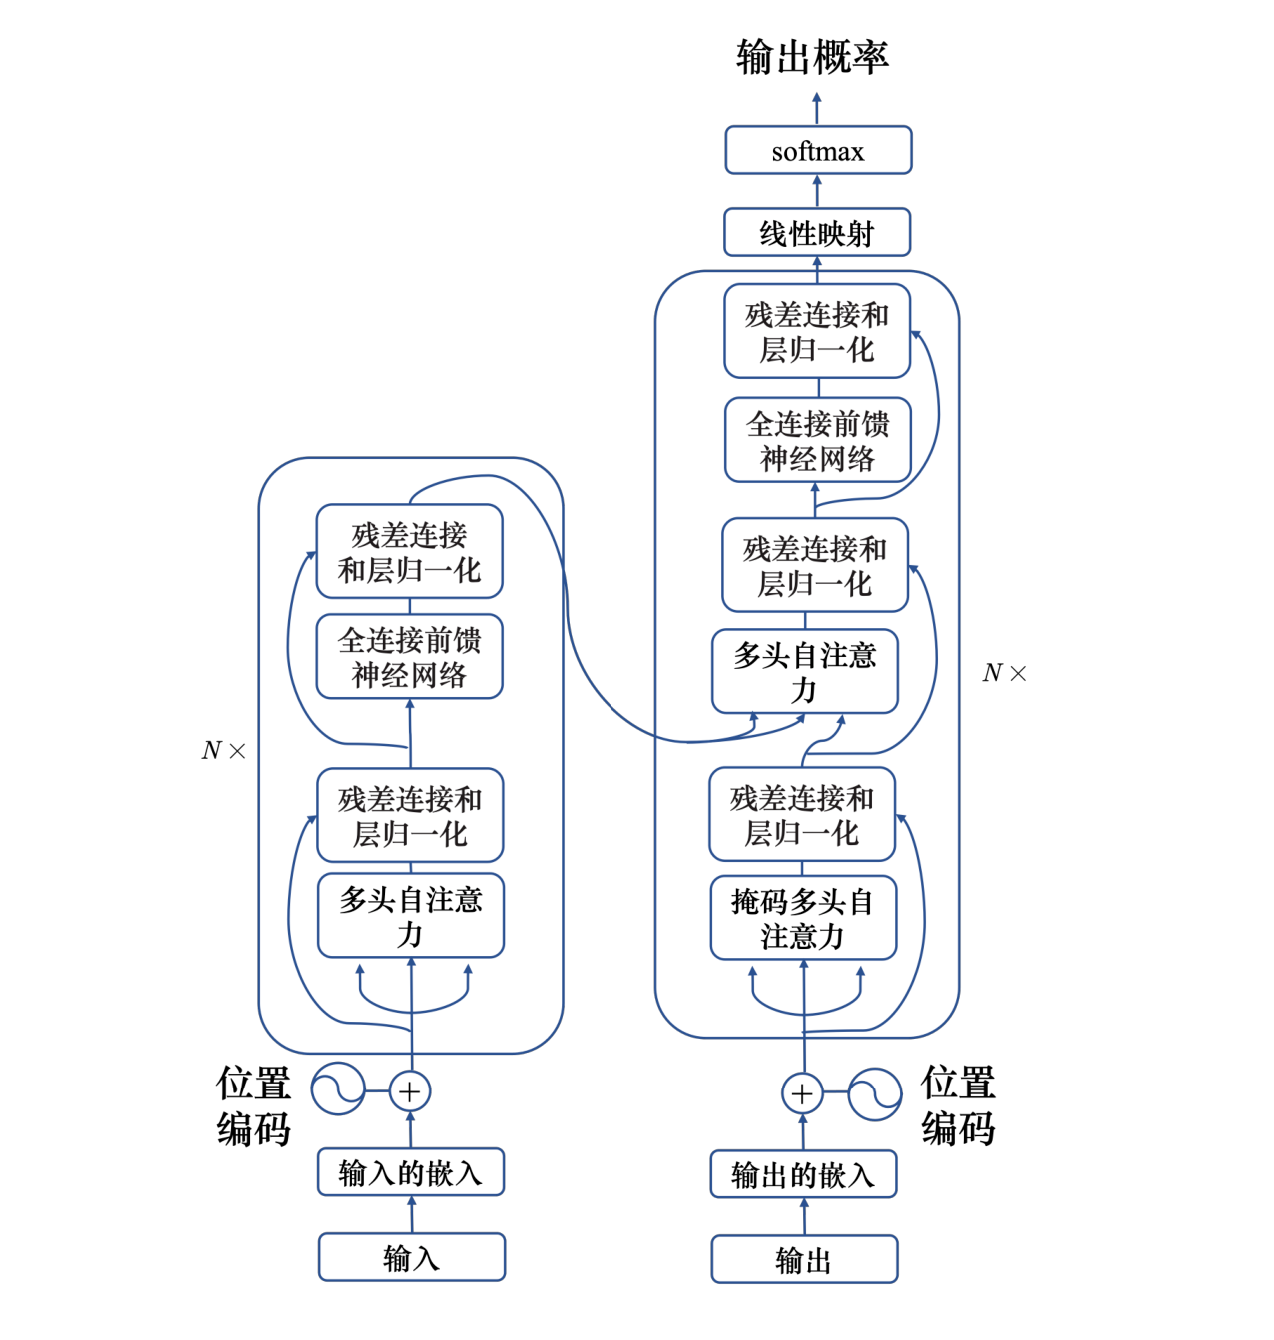 输出概率
softmax
线性映射
残差连接和
层归一化
全连接前馈
神经网络
残差连接和
层归一化
多头自注意
力
N×
残差连接和
层归一化
掩码多头自
注意力
+
位置
编码
输出的嵌入
输出
残差连接
和层归一化
全连接前馈
神经网络
N×
残差连接和
层归一化
多头自注意
力
位置
编码
+
输入的嵌入
输入